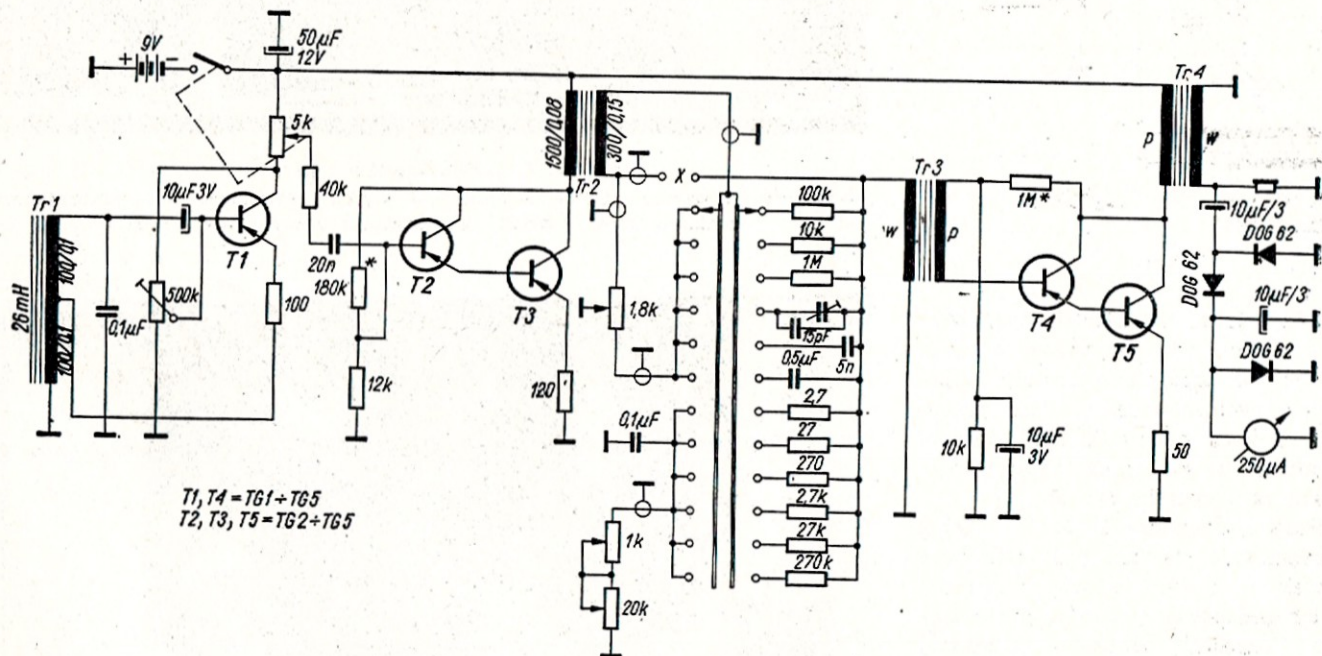 9V
+ −
50μF
12V
5k
10μF3V
40k
Tr1
26mH
100/0,1
100/0,1
0,1μF
500k
T1
100
20n
*
180k
12k
T2
T3
120
1500/0,08
300/0,15
Tr2
X
1,8k
0,1μF
1k
20k
100k
10k
1M
15pF
5n
0,5μF
2,7
27
270
2,7k
27k
270k
Tr3
w
p
1M*
T4
T5
10k
10μF
3V
50
Tr4
p
w
10μF/3
DOG 62
DOG 62
10μF/3
DOG 62
250μA
T1, T4 = TG1÷TG5
T2, T3, T5 = TG2÷TG5